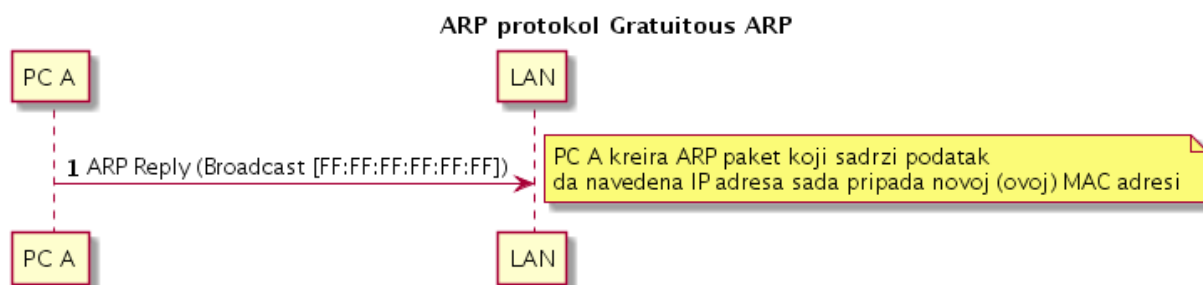 ARP protokol Gratuitous ARP
PC A
LAN
1 ARP Reply (Broadcast [FF:FF:FF:FF:FF:FF])
PC A kreira ARP paket koji sadrzi podatak
da navedena IP adresa sada pripada novoj (ovoj) MAC adresi
PC A
LAN